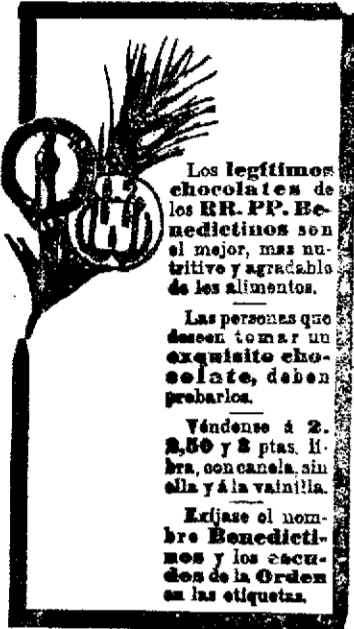 Los legítimos
chocolates de
los RR. PP. Be-
nedictinos son
el mejor, mas nu-
tritivo y agradable
de los alimentos.
Las personas que
deseen tomar un
exquisito cho-
colate, deben
probarlos.
Véndense á 2.
2,50 y 3 ptas. li-
bra, con canela, sin
ella y á la vainilla.
Exíjase el nom-
bre Benedicti-
nos y los escu-
dos de la Orden
en las etiquetas.